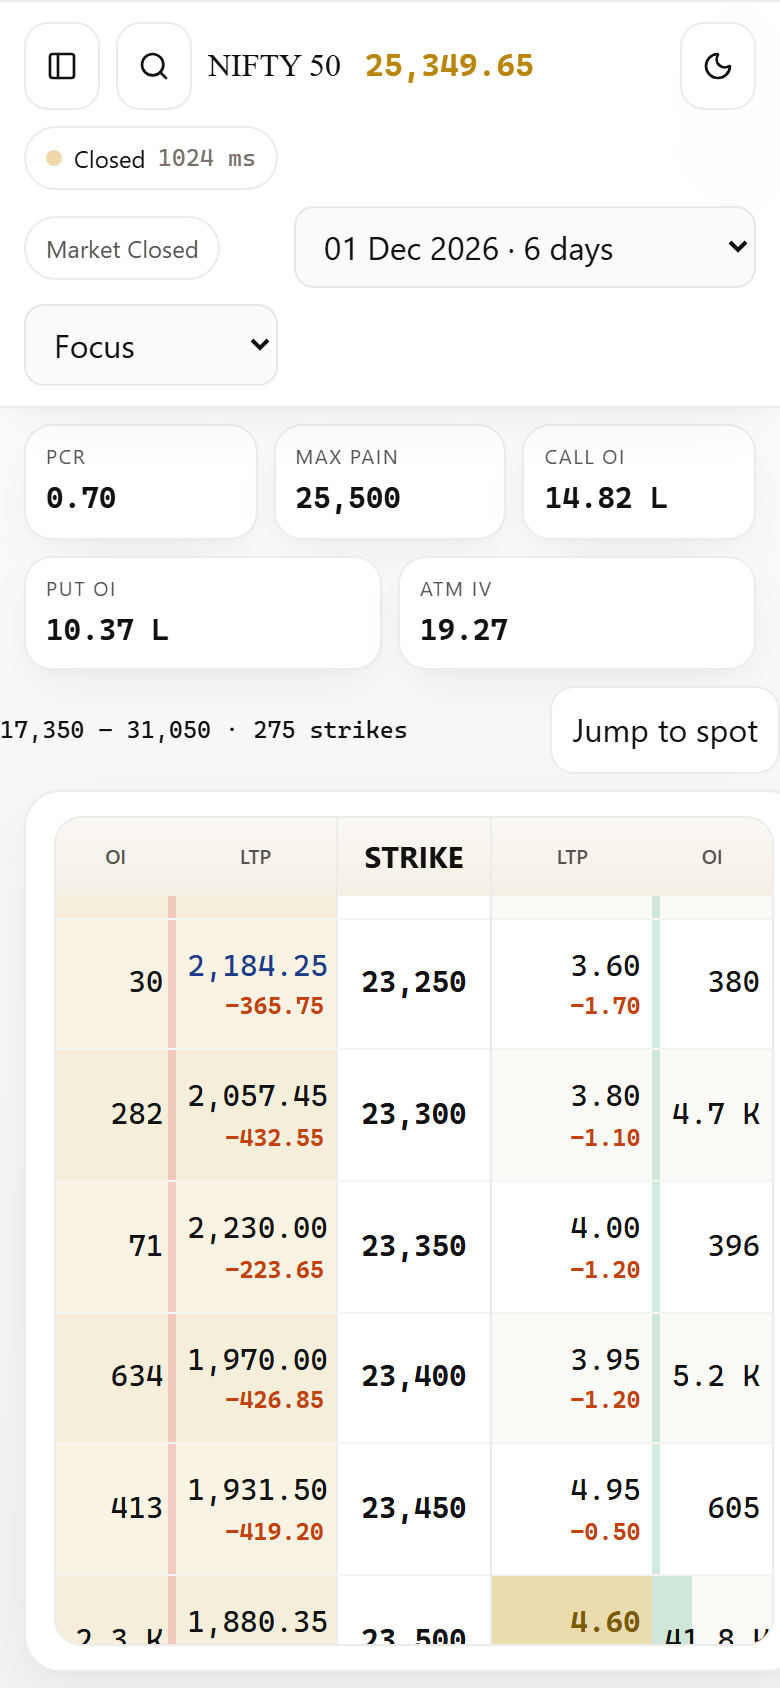 NIFTY 50 25,349.65
Closed 1024 ms
Market Closed 01 Dec 2026 · 6 days
Focus
PCR MAX PAIN CALL OI
0.70 25,500 14.82 L
PUT OI ATM IV
10.37 L 19.27
17,350 – 31,050 · 275 strikes Jump to spot
OI LTP STRIKE LTP OI
30 2,184.25 23,250 3.60 380
−365.75 −1.70
282 2,057.45 23,300 3.80 4.7 K
−432.55 −1.10
71 2,230.00 23,350 4.00 396
−223.65 −1.20
634 1,970.00 23,400 3.95 5.2 K
−426.85 −1.20
413 1,931.50 23,450 4.95 605
−419.20 −0.50
2.3 K 1,880.35 23,500 4.60 41.8 K